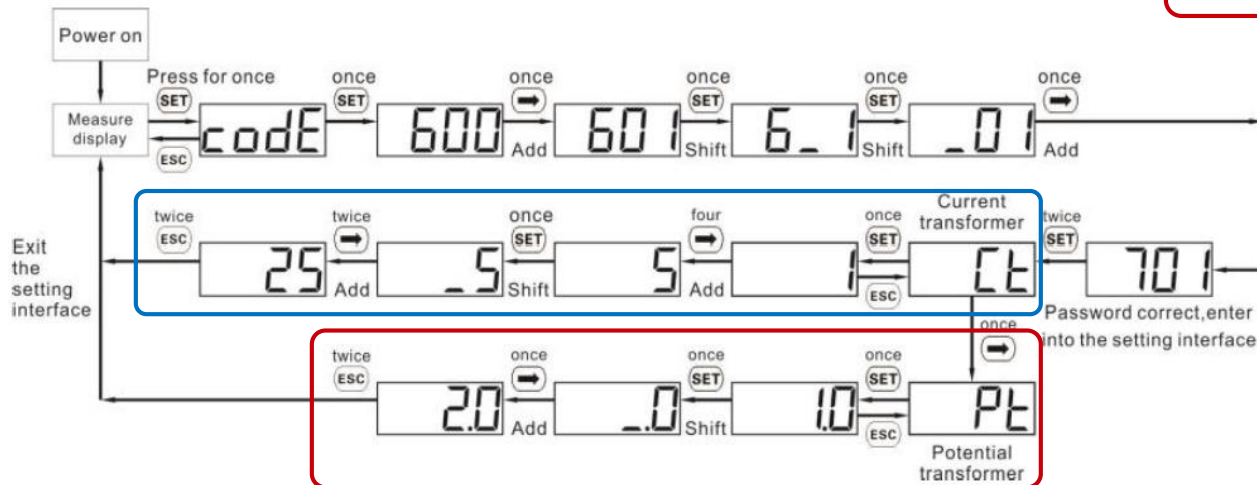 Power on
Press for once
once
once
once
once
once
SET
SET
➡
SET
SET
➡
Measure
display
codE
600
601
6_1
_01
ESC
Add
Shift
Shift
Add
Current
transformer
twice
twice
once
four
once
twice
ESC
➡
SET
➡
SET
SET
Exit
the
setting
interface
25
_5
5
1
Ct
701
Add
Shift
Add
ESC
Password correct,enter
into the setting interface
once
➡
twice
once
once
once
ESC
➡
SET
SET
2.0
_.0
1.0
Pt
Add
Shift
ESC
Potential
transformer